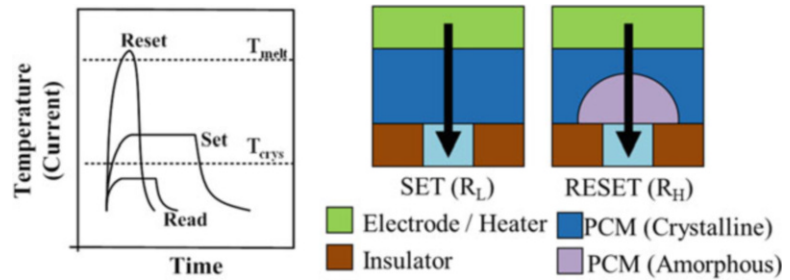 Temperature
(Current)
Reset
T_melt
Set
T_crys
Read
Time
SET (R_L)
RESET (R_H)
Electrode / Heater
PCM (Crystalline)
Insulator
PCM (Amorphous)